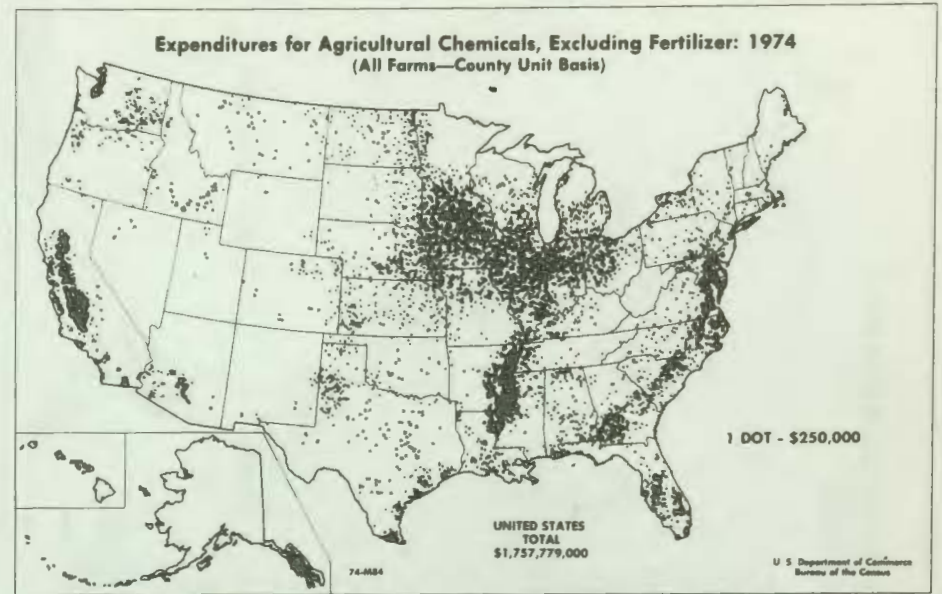 Expenditures for Agricultural Chemicals, Excluding Fertilizer: 1974
(All Farms—County Unit Basis)
1 DOT - $250,000
UNITED STATES
TOTAL
$1,757,779,000
74-M84
U S Department of Commerce
Bureau of the Census